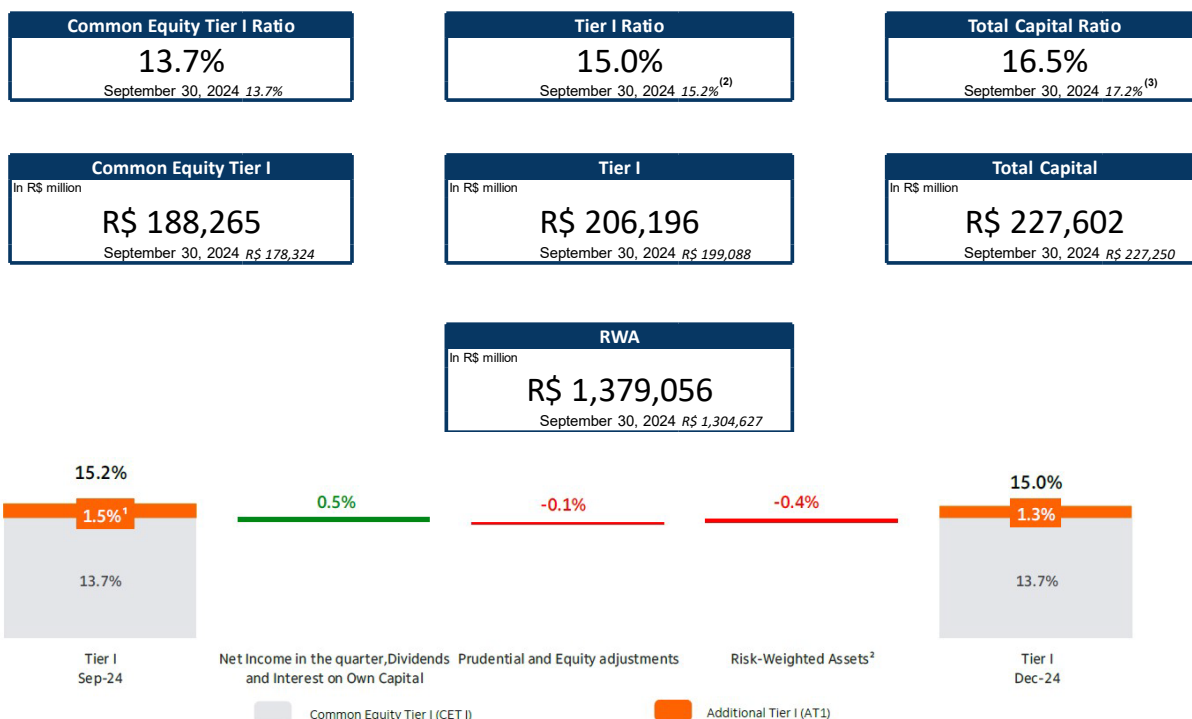 Common Equity Tier I Ratio
13.7%
September 30, 2024 13.7%
Tier I Ratio
15.0%
September 30, 2024 15.2%(2)
Total Capital Ratio
16.5%
September 30, 2024 17.2%(3)
Common Equity Tier I
In R$ million
R$ 188,265
September 30, 2024 R$ 178,324
Tier I
In R$ million
R$ 206,196
September 30, 2024 R$ 199,088
Total Capital
In R$ million
R$ 227,602
September 30, 2024 R$ 227,250
RWA
In R$ million
R$ 1,379,056
September 30, 2024 R$ 1,304,627
15.2%
1.5%¹
13.7%
0.5%
-0.1%
-0.4%
15.0%
1.3%
13.7%
Tier I
Sep-24
Net Income in the quarter,Dividends
and Interest on Own Capital
Prudential and Equity adjustments
Risk-Weighted Assets²
Tier I
Dec-24
Common Equity Tier I (CET I)
Additional Tier I (AT1)